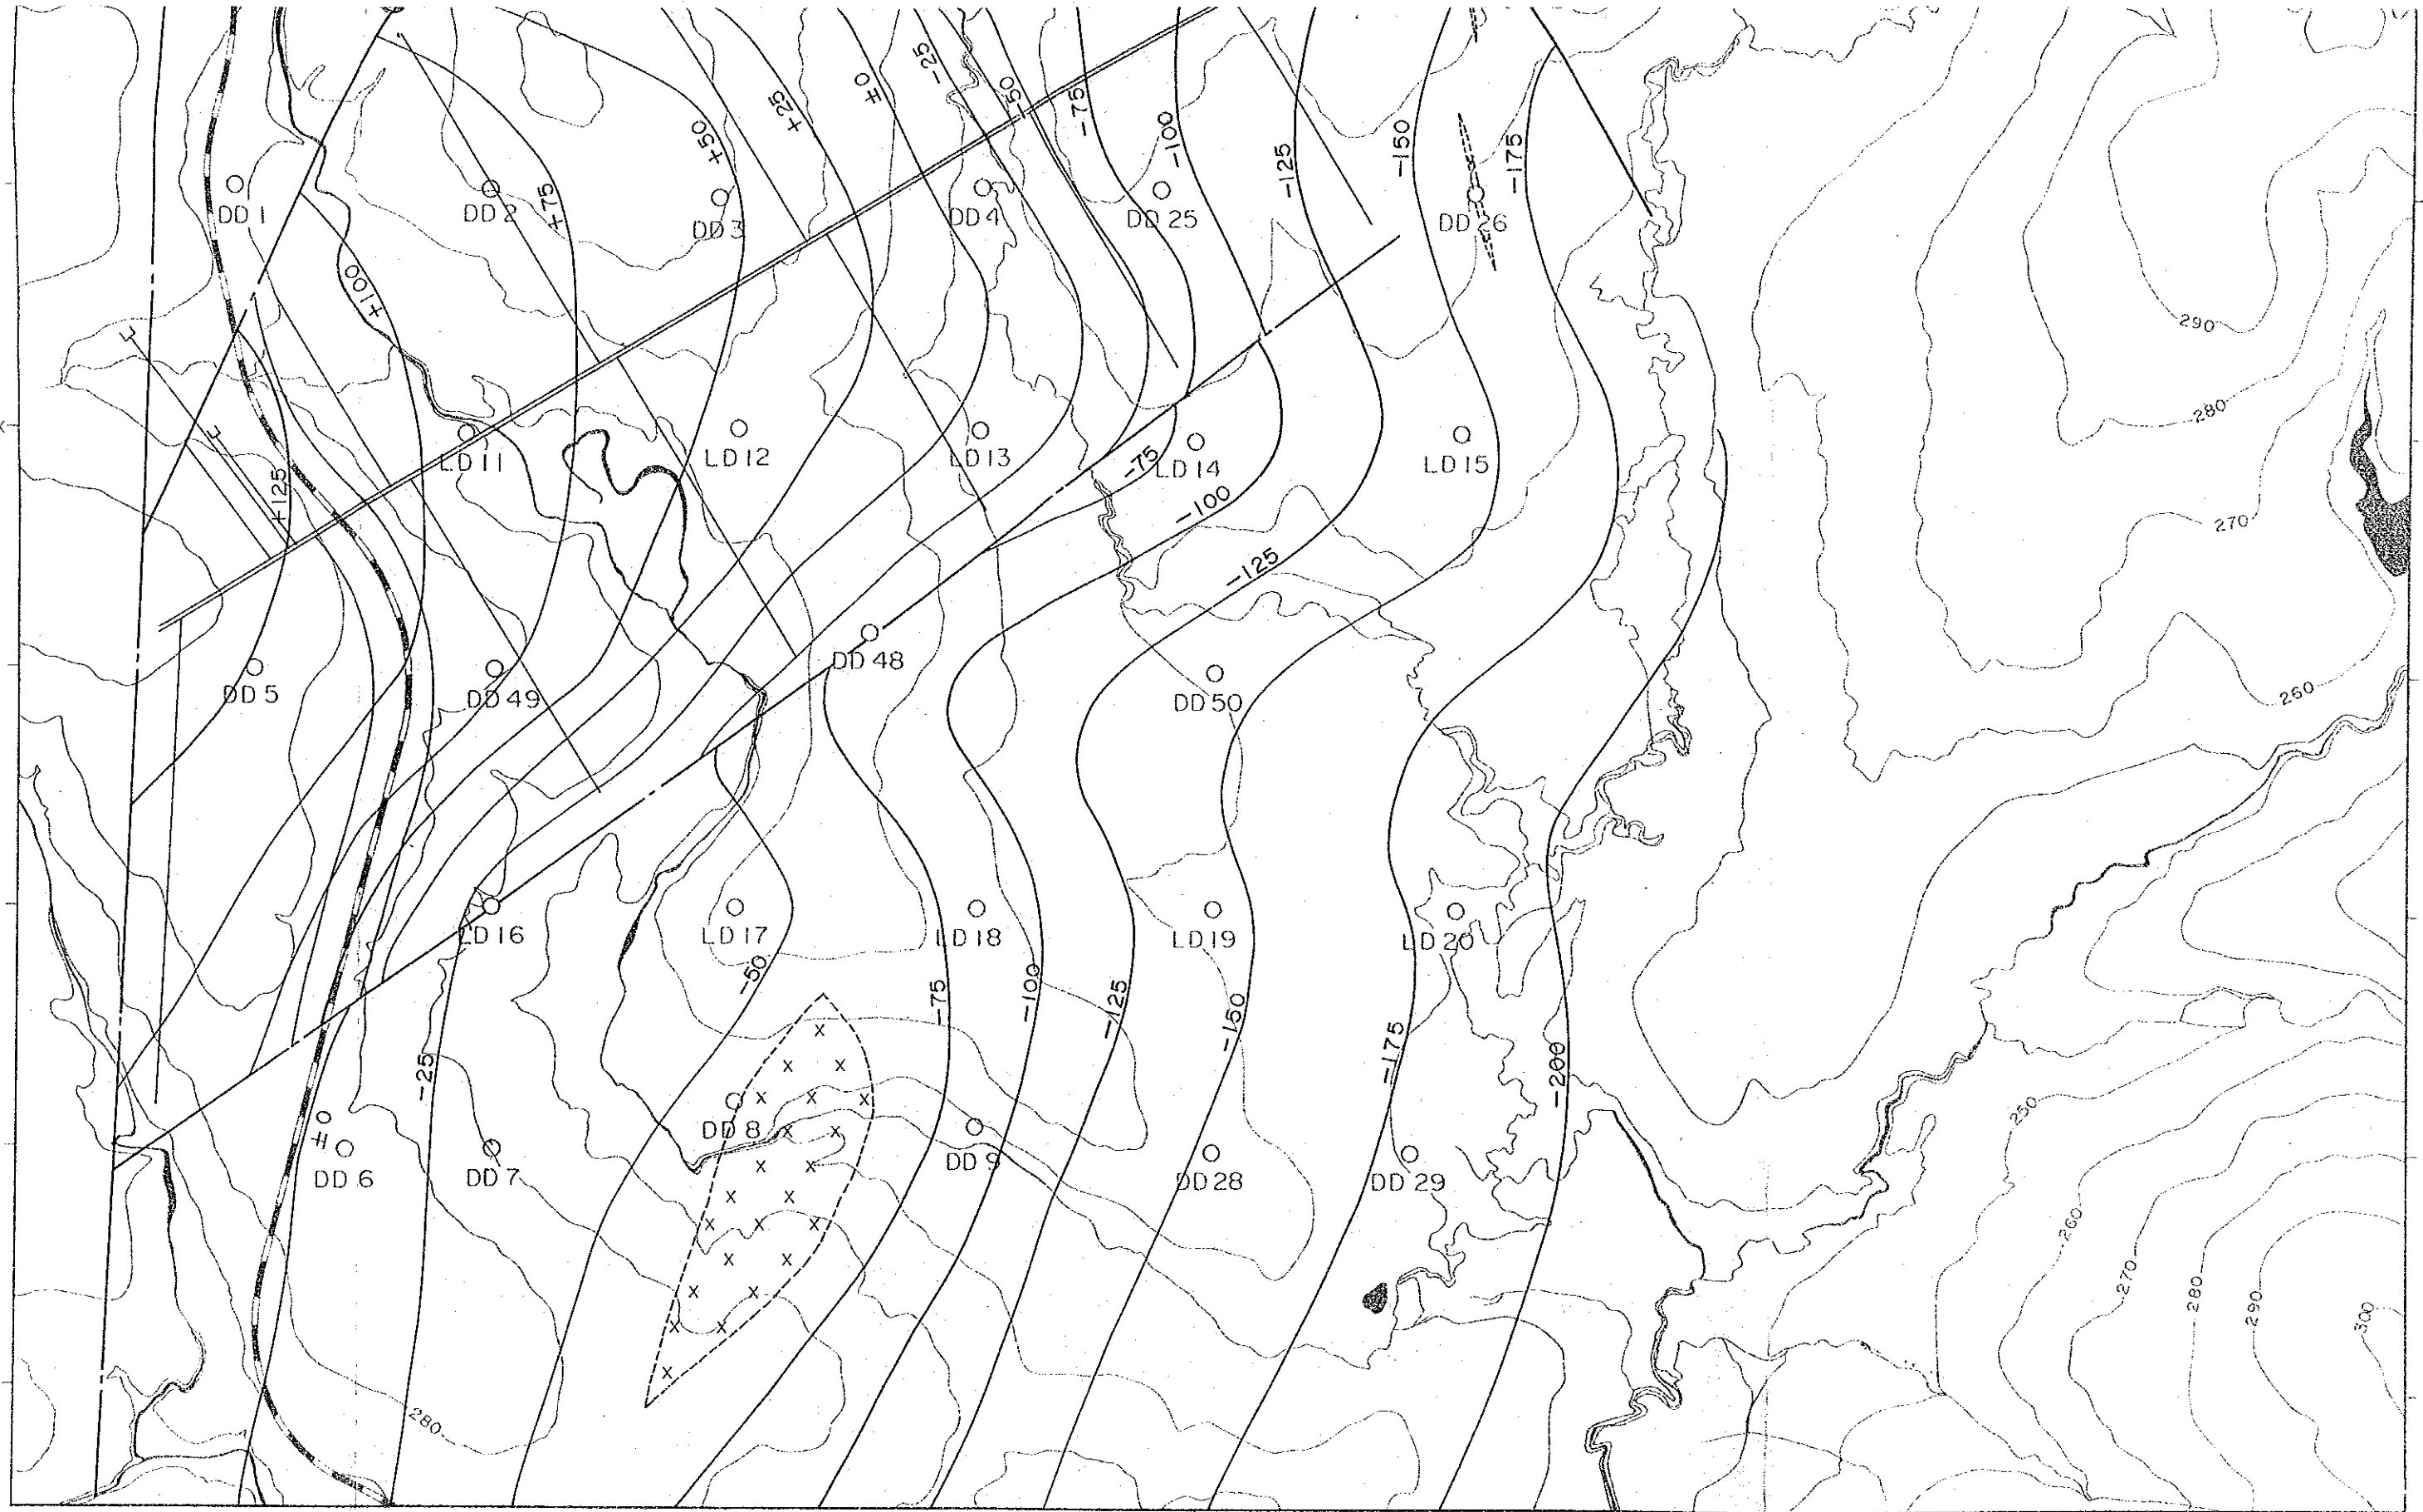 -25
±0
+25
-50
-75
-100
-125
-150
-175
+50
+75
DD 1
DD 2
DD 3
DD 4
DD 25
DD 26
+100
290
280
270
260
LD 11
LD 12
LD 13
LD 14
LD 15
+125
-75
-100
-125
DD 5
DD 49
DD 48
DD 50
LD 16
LD 17
LD 18
LD 19
LD 20
-50
-75
-100
-125
-150
-175
-200
-25
±0
DD 6
DD 7
DD 8
DD 9
DD 28
DD 29
250
260
270
280
290
300
280